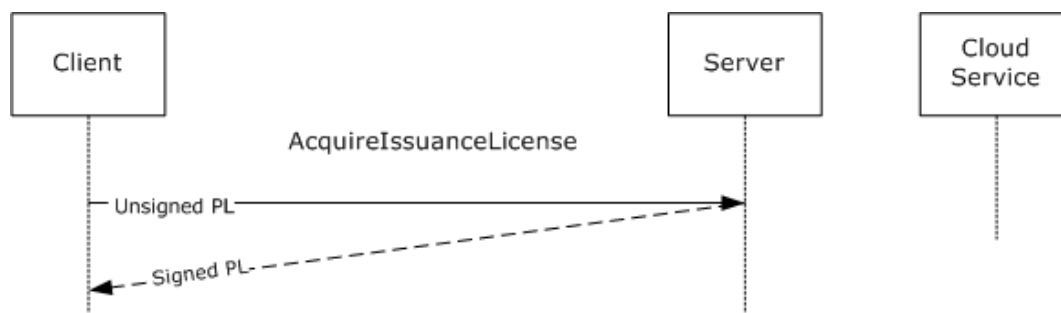 Client
Server
Cloud
Service
AcquireIssuanceLicense
Unsigned PL
Signed PL